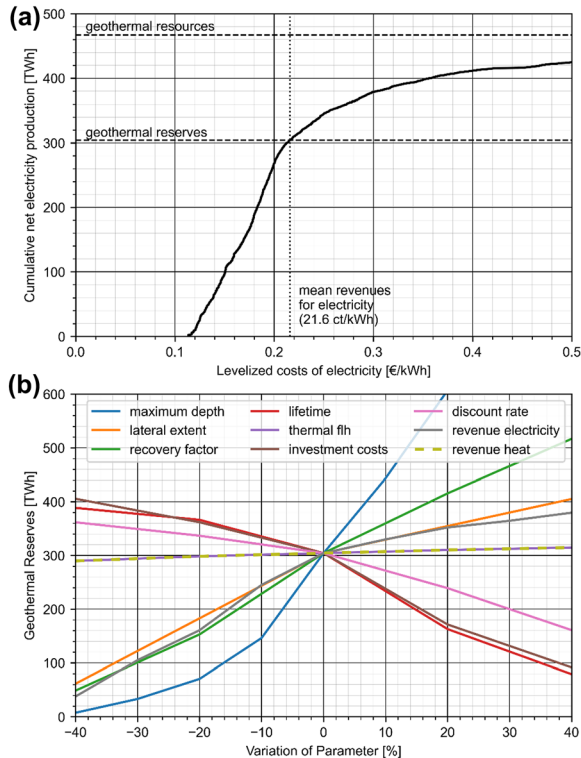 (a)
500
400
300
200
100
0
Cumulative net electricity production [TWh]
geothermal resources
geothermal reserves
mean revenues
for electricity
(21.6 ct/kWh)
0.0 0.1 0.2 0.3 0.4 0.5
Levelized costs of electricity [€/kWh]
(b)
600
500
400
300
200
100
0
Geothermal Reserves [TWh]
maximum depth lifetime discount rate
lateral extent thermal flh revenue electricity
recovery factor investment costs revenue heat
−40 −30 −20 −10 0 10 20 30 40
Variation of Parameter [%]